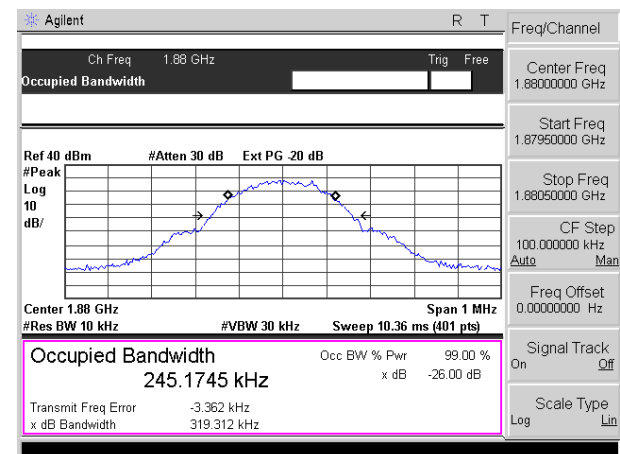 Agilent R T
Ch Freq 1.88 GHz Trig Free
Occupied Bandwidth
Ref 40 dBm #Atten 30 dB Ext PG -20 dB
#Peak
Log
10
dB/
Center 1.88 GHz Span 1 MHz
#Res BW 10 kHz #VBW 30 kHz Sweep 10.36 ms (401 pts)
Occupied Bandwidth Occ BW % Pwr 99.00 %
245.1745 kHz x dB -26.00 dB
Transmit Freq Error -3.362 kHz
x dB Bandwidth 319.312 kHz
Freq/Channel
Center Freq
1.88000000 GHz
Start Freq
1.87950000 GHz
Stop Freq
1.88050000 GHz
CF Step
100.000000 kHz
Auto Man
Freq Offset
0.00000000 Hz
Signal Track
On Off
Scale Type
Log Lin